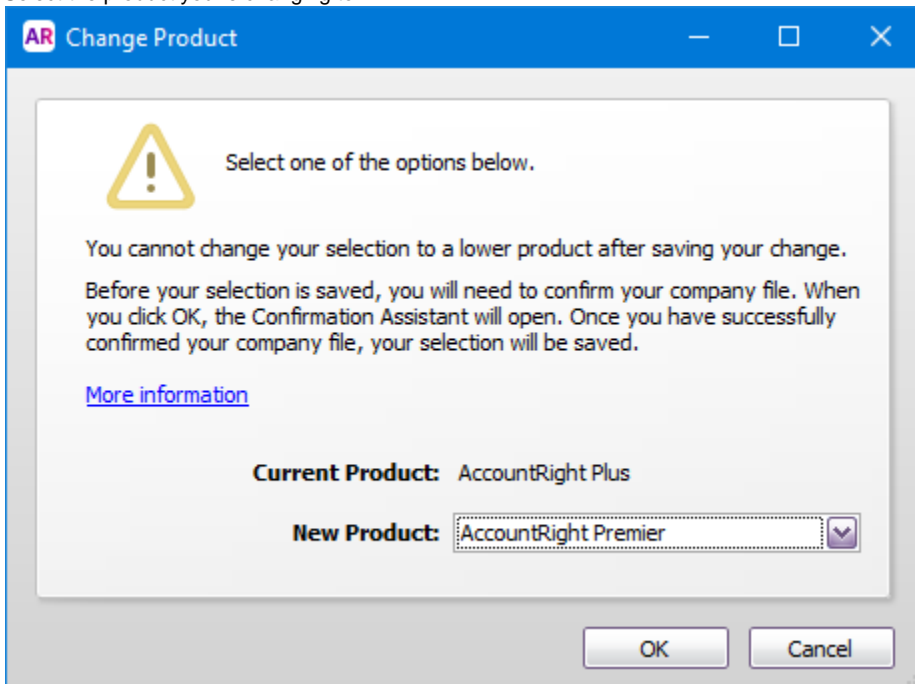 AR Change Product
Select one of the options below.
You cannot change your selection to a lower product after saving your change.
Before your selection is saved, you will need to confirm your company file. When
you click OK, the Confirmation Assistant will open. Once you have successfully
confirmed your company file, your selection will be saved.
More information
Current Product: AccountRight Plus
New Product: AccountRight Premier
OK Cancel